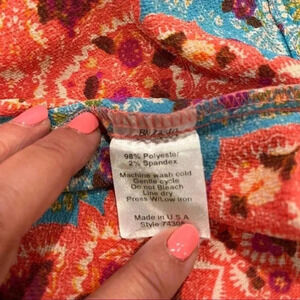 98% Polyester
2% Spandex
Machine wash cold
Gentle cycle
Do not Bleach
Line dry
Press W/Low iron
Made in U.S.A